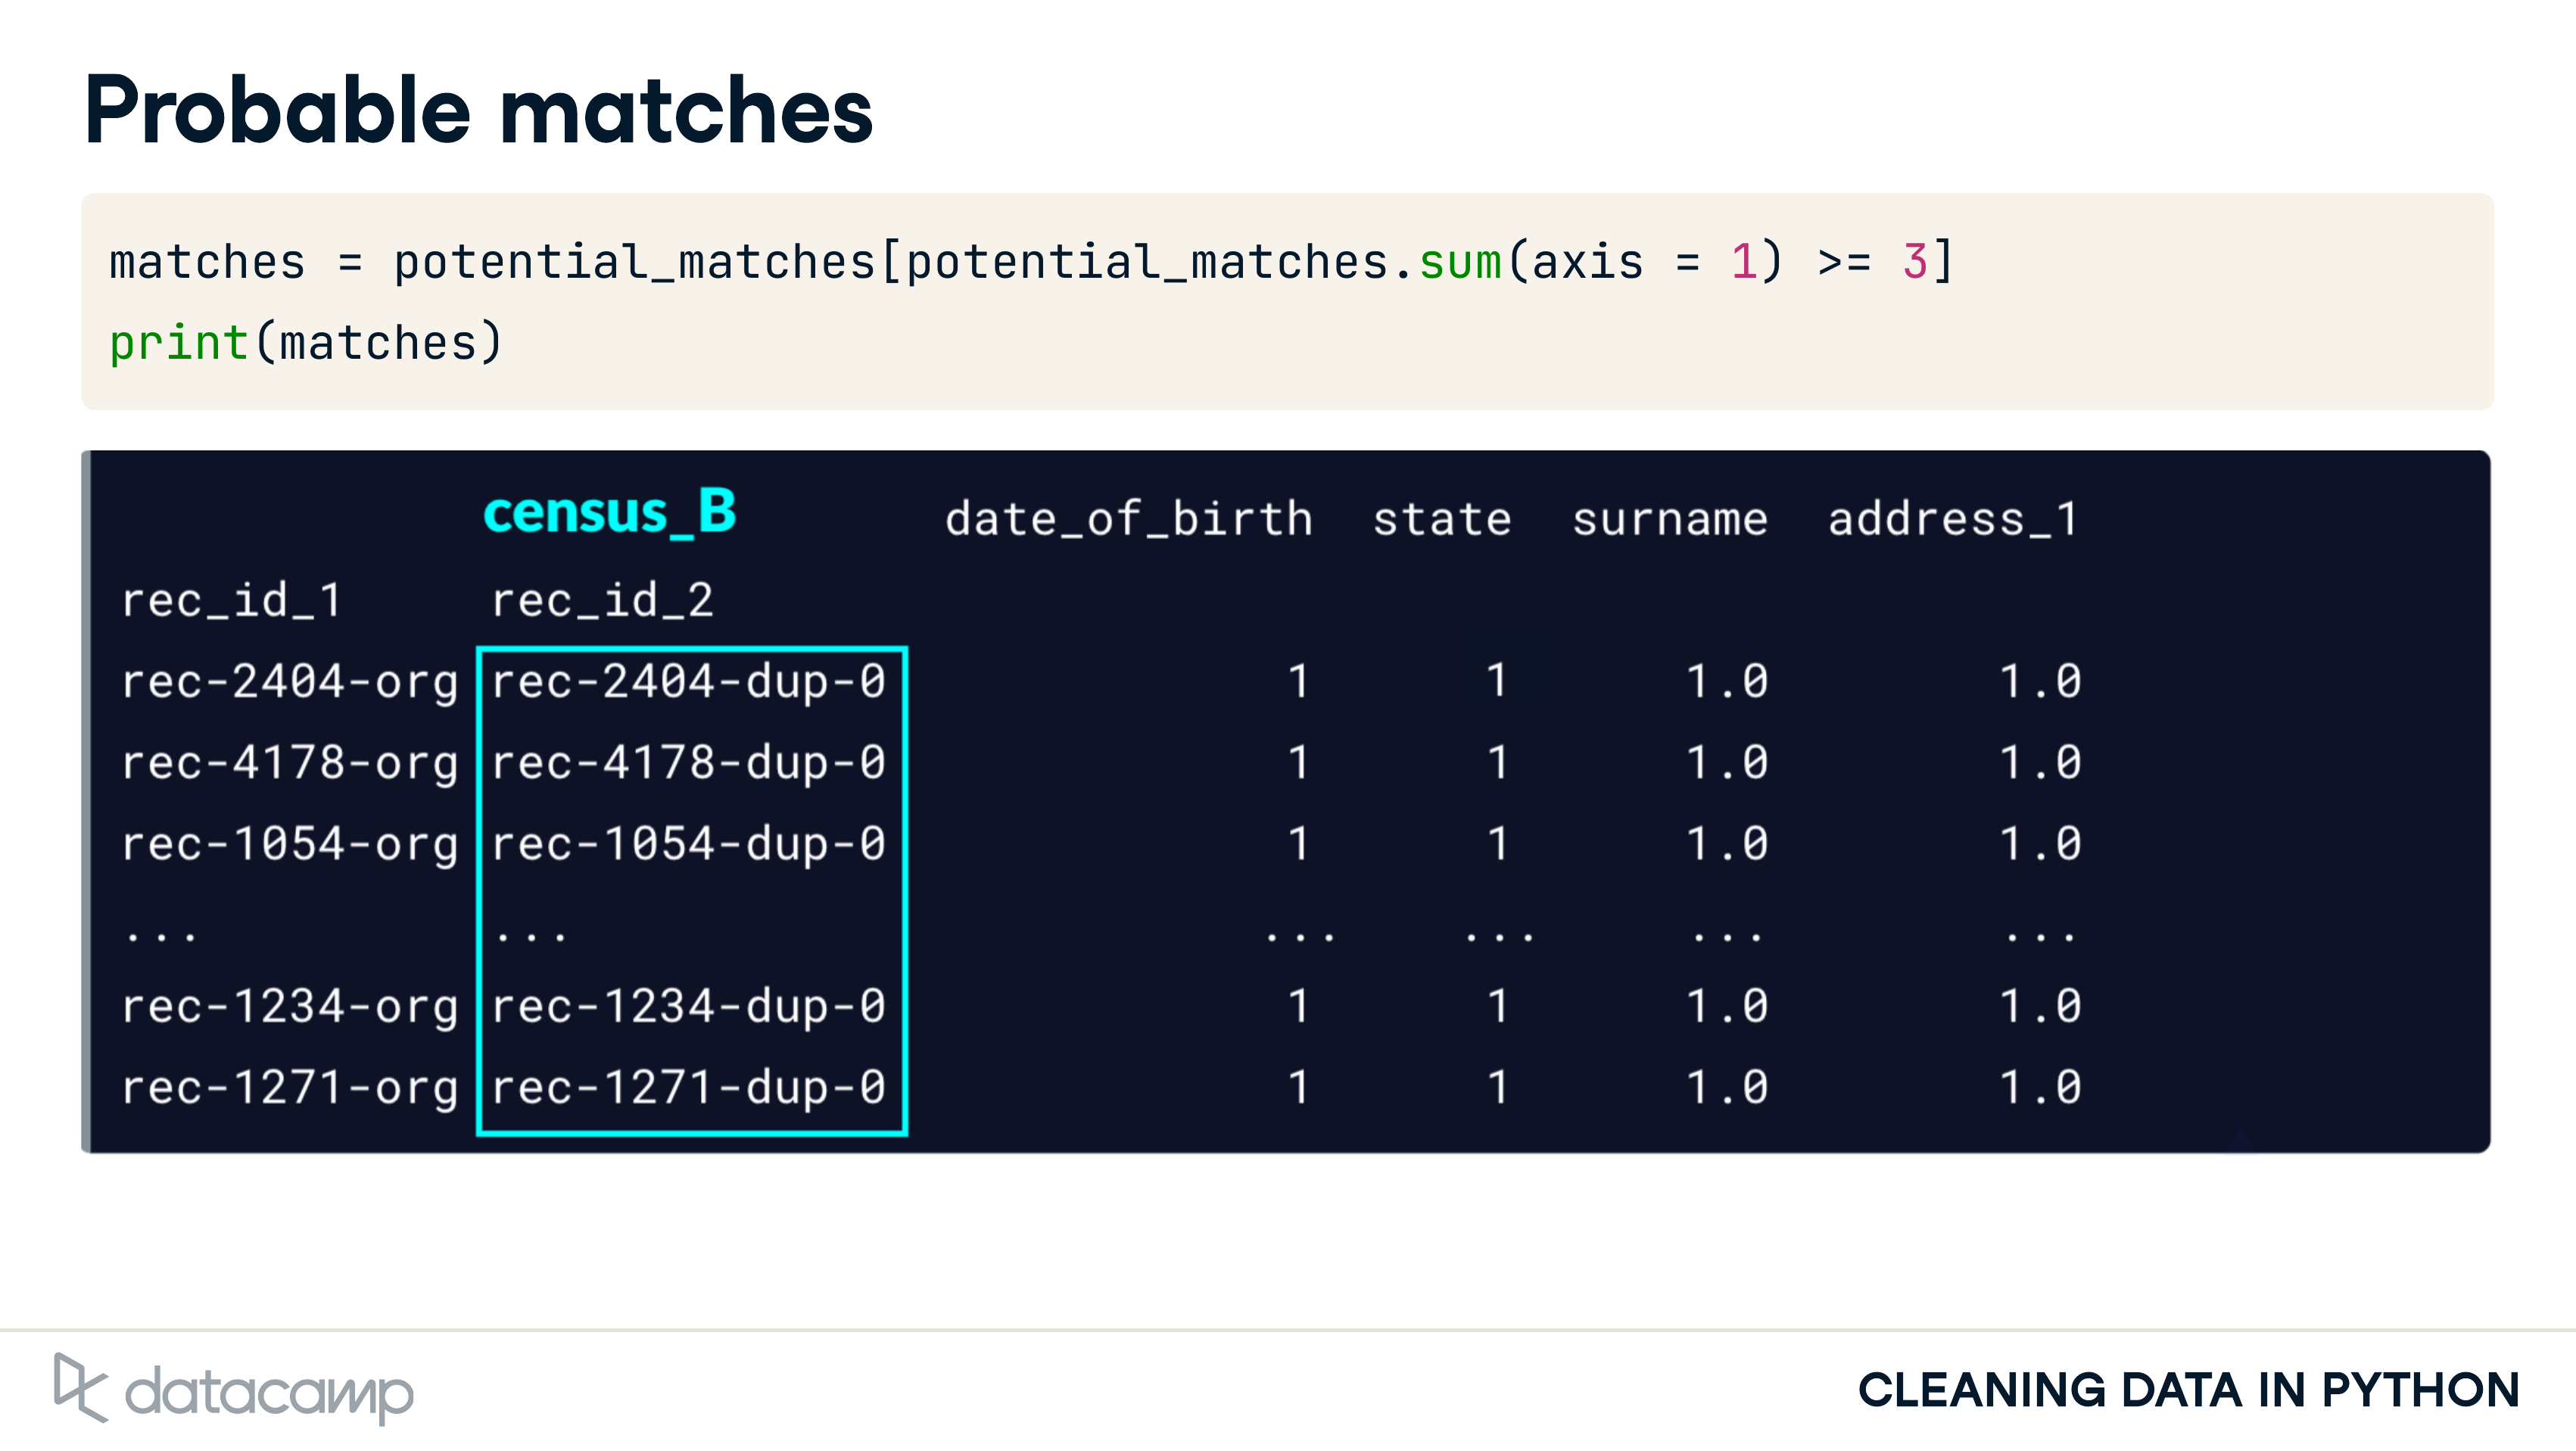 Probable matches
matches = potential_matches[potential_matches.sum(axis = 1) >= 3]
print(matches)
census_B date_of_birth state surname address_1
rec_id_1 rec_id_2
rec-2404-org rec-2404-dup-0 1 1 1.0 1.0
rec-4178-org rec-4178-dup-0 1 1 1.0 1.0
rec-1054-org rec-1054-dup-0 1 1 1.0 1.0
... ... ... ... ... ...
rec-1234-org rec-1234-dup-0 1 1 1.0 1.0
rec-1271-org rec-1271-dup-0 1 1 1.0 1.0
datacamp
CLEANING DATA IN PYTHON